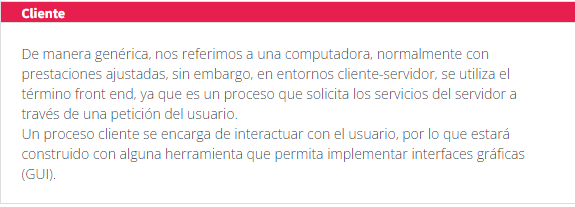 Cliente
De manera genérica, nos referimos a una computadora, normalmente con
prestaciones ajustadas, sin embargo, en entornos cliente-servidor, se utiliza el
término front end, ya que es un proceso que solicita los servicios del servidor a
través de una petición del usuario.
Un proceso cliente se encarga de interactuar con el usuario, por lo que estará
construido con alguna herramienta que permita implementar interfaces gráficas
(GUI).